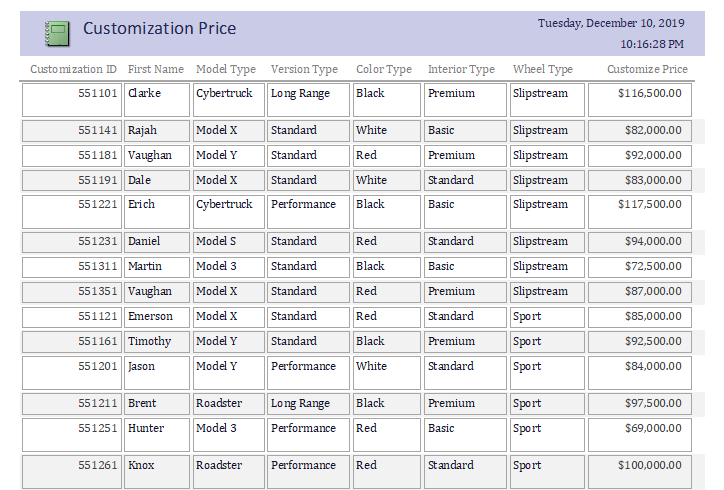 Customization Price
Tuesday, December 10, 2019
10:16:28 PM
Customization ID First Name Model Type Version Type Color Type Interior Type Wheel Type Customize Price
551101 Clarke Cybertruck Long Range Black Premium Slipstream $116,500.00
551141 Rajah Model X Standard White Basic Slipstream $82,000.00
551181 Vaughan Model Y Standard Red Premium Slipstream $92,000.00
551191 Dale Model X Standard White Standard Slipstream $83,000.00
551221 Erich Cybertruck Performance Black Basic Slipstream $117,500.00
551231 Daniel Model S Standard Red Standard Slipstream $94,000.00
551311 Martin Model 3 Standard Black Basic Slipstream $72,500.00
551351 Vaughan Model X Standard Red Premium Slipstream $87,000.00
551121 Emerson Model X Standard Red Standard Sport $85,000.00
551161 Timothy Model Y Standard Black Premium Sport $92,500.00
551201 Jason Model Y Performance White Standard Sport $84,000.00
551211 Brent Roadster Long Range Black Premium Sport $97,500.00
551251 Hunter Model 3 Performance Red Basic Sport $69,000.00
551261 Knox Roadster Performance Red Standard Sport $100,000.00